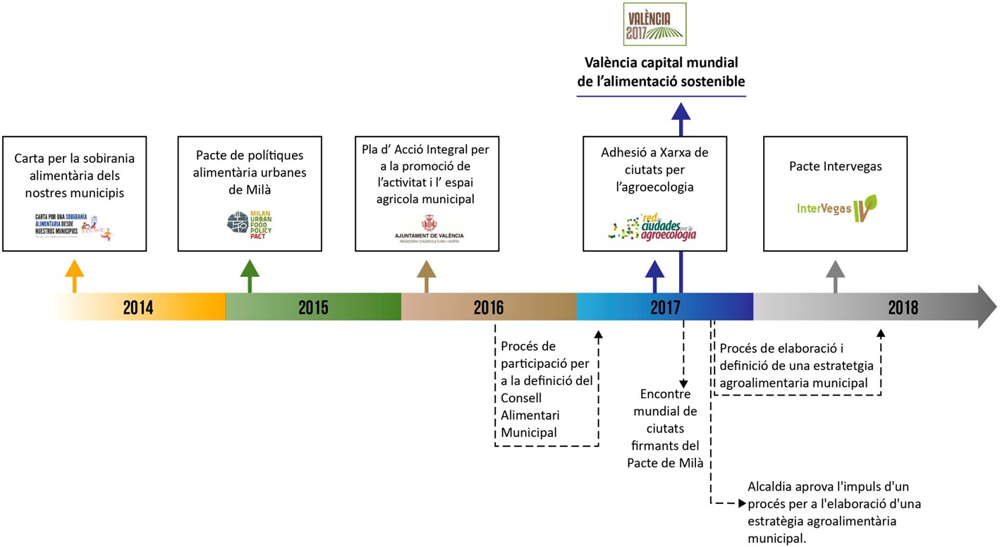 VALÈNCIA
2017
València capital mundial
de l’alimentació sostenible
Carta per la sobirania
alimentària dels
nostres municipis
CARTA POR UNA SOBERANÍA
ALIMENTARIA DESDE
NUESTROS MUNICIPIOS
Pacte de polítiques
alimentària urbanes
de Milà
MILAN
URBAN
FOOD
POLICY
PACT
Pla d’ Acció Integral per
a la promoció de
l’activitat i l’ espai
agricola municipal
AJUNTAMENT DE VALÈNCIA
REGIDORIA D'AGRICULTURA I HORTA
Adhesió a Xarxa de
ciutats per
l’agroecologia
red de
ciudades por la
agroecología
Pacte Intervegas
InterVegas
2014
2015
2016
2017
2018
Procés de
participació per
a la definició del
Consell
Alimentari
Municipal
Encontre
mundial de
ciutats
firmants del
Pacte de Milà
Procés de elaboració i
definició de una estratetgia
agroalimentaria municipal
Alcaldia aprova l'impuls d'un
procés per a l'elaboració d'una
estratègia agroalimentària
municipal.